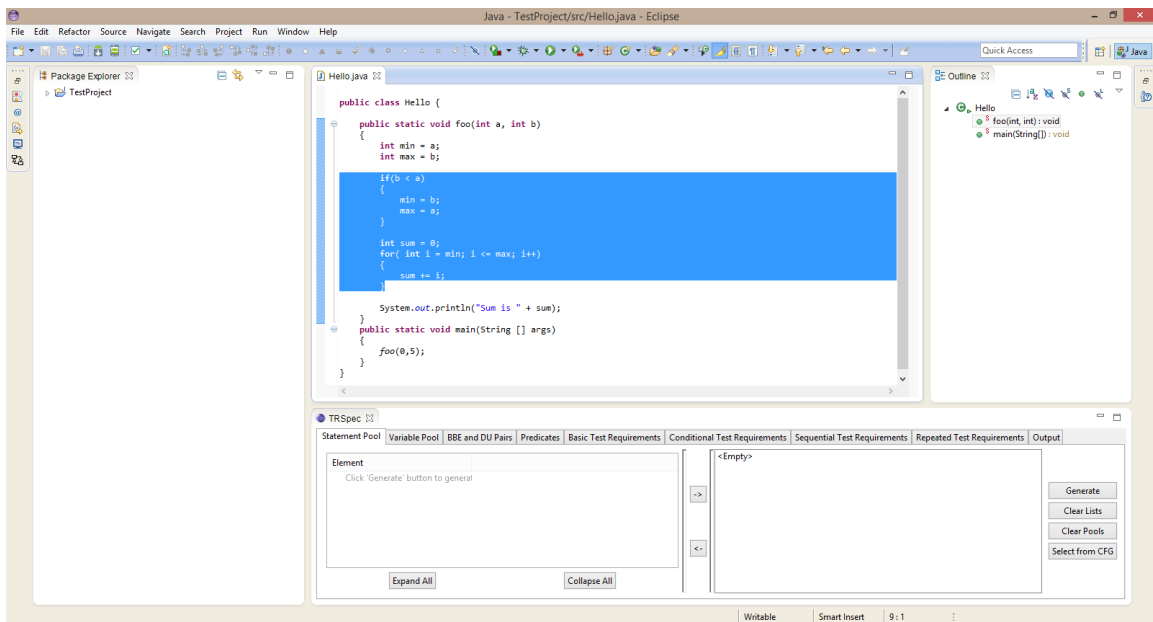 Java - TestProject/src/Hello.java - Eclipse
File Edit Refactor Source Navigate Search Project Run Window Help
Quick Access
Java
Package Explorer
TestProject
Hello.java
public class Hello {
public static void foo(int a, int b)
{
int min = a;
int max = b;
if(b < a)
{
min = b;
max = a;
}
int sum = 0;
for( int i = min; i <= max; i++)
{
sum += i;
}
System.out.println("Sum is " + sum);
}
public static void main(String [] args)
{
foo(0,5);
}
}
Outline
Hello
foo(int, int) : void
main(String[]) : void
TRSpec
Statement Pool Variable Pool BBE and DU Pairs Predicates Basic Test Requirements Conditional Test Requirements Sequential Test Requirements Repeated Test Requirements Output
Element
Click 'Generate' button to general
Expand All Collapse All
->
<-
<Empty>
Generate
Clear Lists
Clear Pools
Select from CFG
Writable Smart Insert 9 : 1